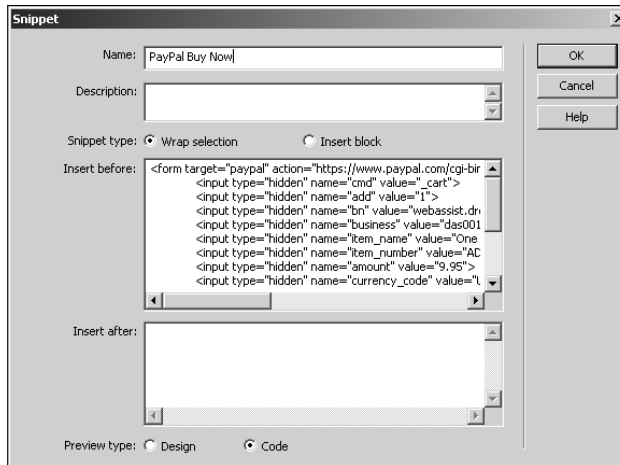 Snippet
Name: PayPal Buy Now OK
Description: Cancel
Help
Snippet type: Wrap selection Insert block
Insert before: <form target="paypal" action="https://www.paypal.com/cgi-bin
<input type="hidden" name="cmd" value="_cart">
<input type="hidden" name="add" value="1">
<input type="hidden" name="bn" value="webassist.dre
<input type="hidden" name="business" value="das001
<input type="hidden" name="item_name" value="One
<input type="hidden" name="item_number" value="AD
<input type="hidden" name="amount" value="9.95">
<input type="hidden" name="currency_code" value="U
Insert after:
Preview type: Design Code